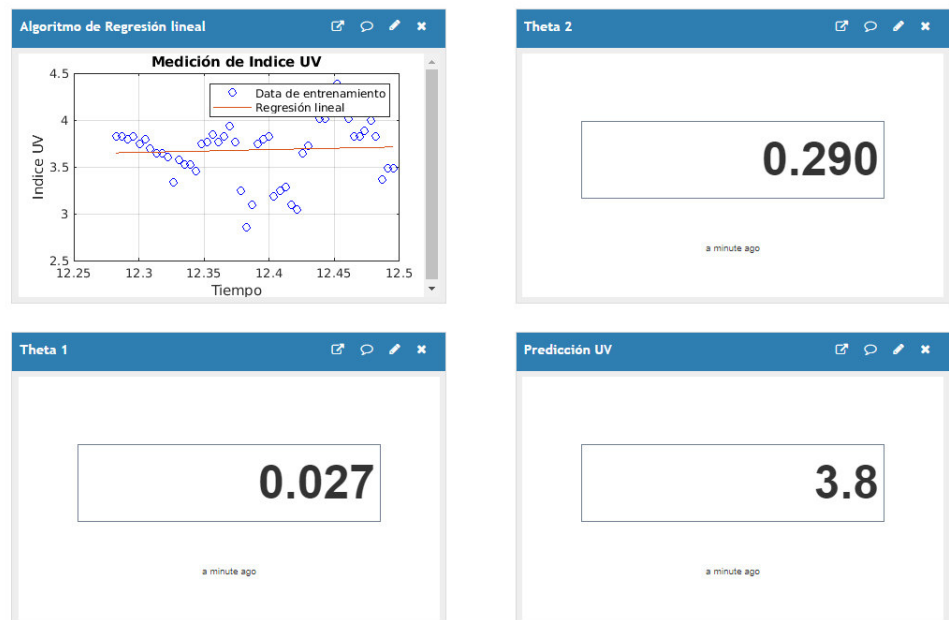 Algoritmo de Regresión lineal
Medición de Indice UV
Data de entrenamiento
Regresión lineal
Indice UV
4.5
4
3.5
3
2.5
12.25 12.3 12.35 12.4 12.45 12.5
Tiempo
Theta 2
0.290
a minute ago
Theta 1
0.027
a minute ago
Predicción UV
3.8
a minute ago